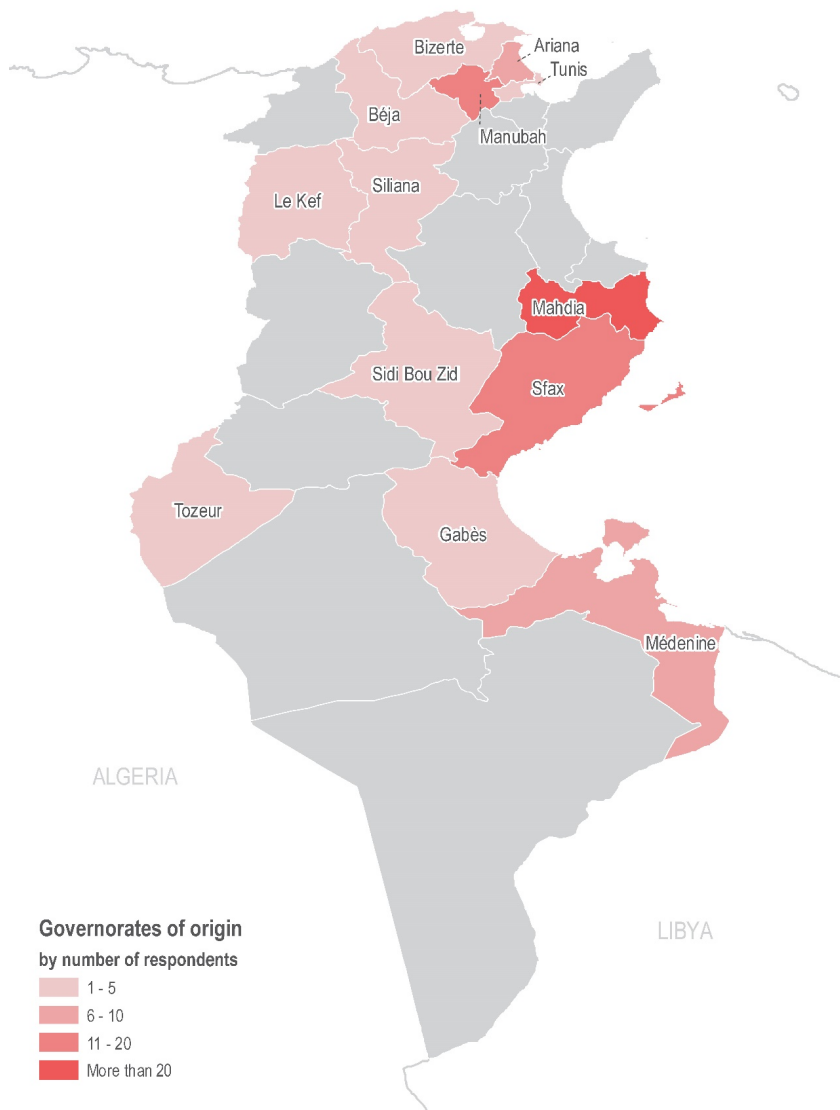 Bizerte
Ariana
Tunis
Béja
Manubah
Siliana
Le Kef
Mahdia
Sidi Bou Zid
Sfax
Tozeur
Gabès
Médenine
ALGERIA
LIBYA
Governorates of origin
by number of respondents
1 - 5
6 - 10
11 - 20
More than 20